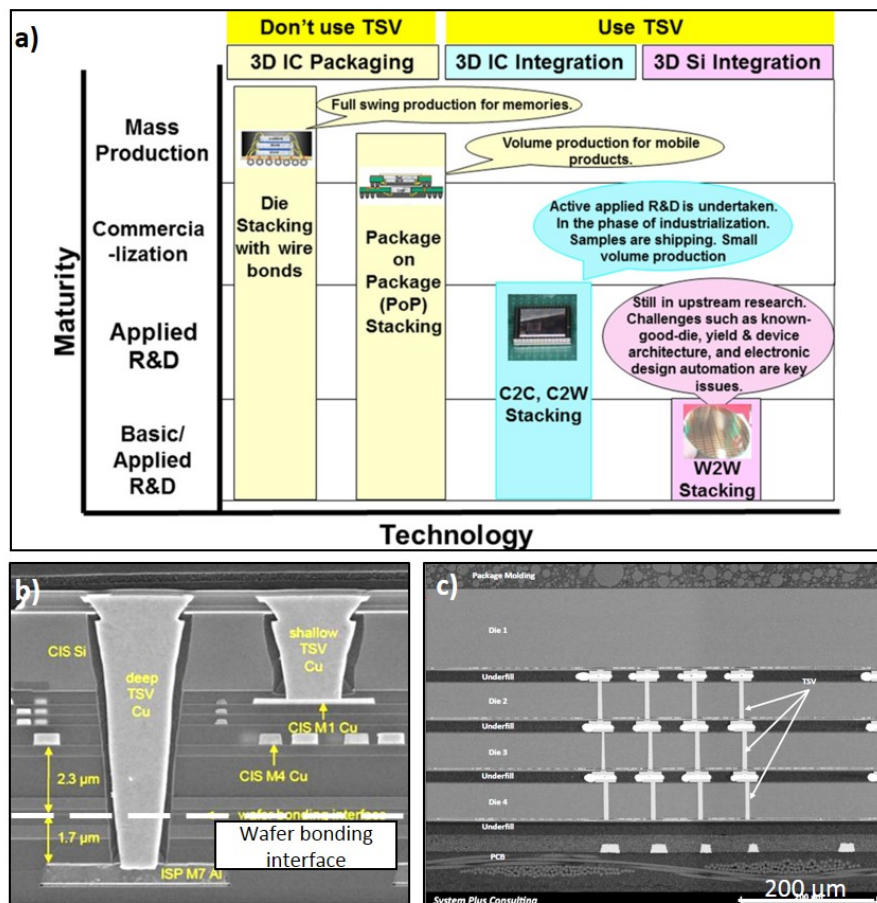 a)
Don't use TSV
Use TSV
3D IC Packaging
3D IC Integration
3D Si Integration
Maturity
Mass
Production
Commercia
-lization
Applied
R&D
Basic/
Applied
R&D
Full swing production for memories.
Volume production for mobile
products.
Die
Stacking
with wire
bonds
Package
on
Package
(PoP)
Stacking
Active applied R&D is undertaken.
In the phase of industrialization.
Samples are shipping. Small
volume production
Still in upstream research.
Challenges such as known-
good-die, yield & device
architecture, and electronic
design automation are key
issues.
C2C, C2W
Stacking
W2W
Stacking
Technology
b)
CIS Si
deep
TSV
Cu
shallow
TSV
Cu
CIS M1 Cu
CIS M4 Cu
2.3 µm
wafer bonding interface
1.7 µm
Wafer bonding
interface
ISP M7 Al
c)
Package Molding
Die 1
Underfill
Die 2
TSV
Underfill
Die 3
Underfill
Die 4
Underfill
PCB
System Plus Consulting
200 µm